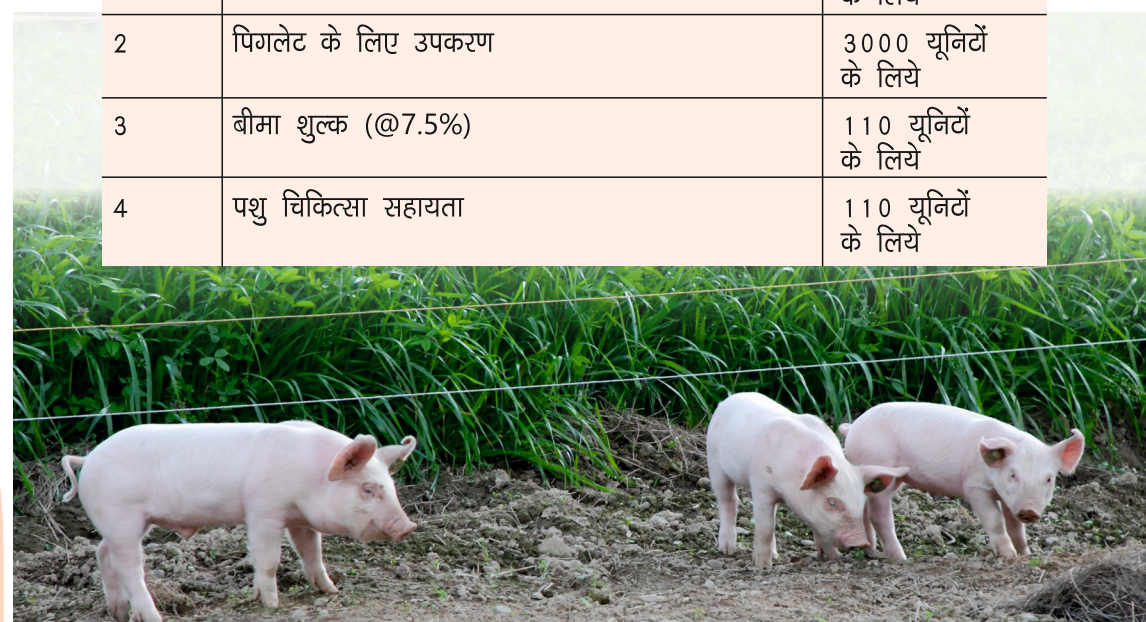 के लिये
2 पिगलेट के लिए उपकरण 3000 यूनिटों
के लिये
3 बीमा शुल्क (@7.5%) 110 यूनिटों
के लिये
4 पशु चिकित्सा सहायता 110 यूनिटों
के लिये